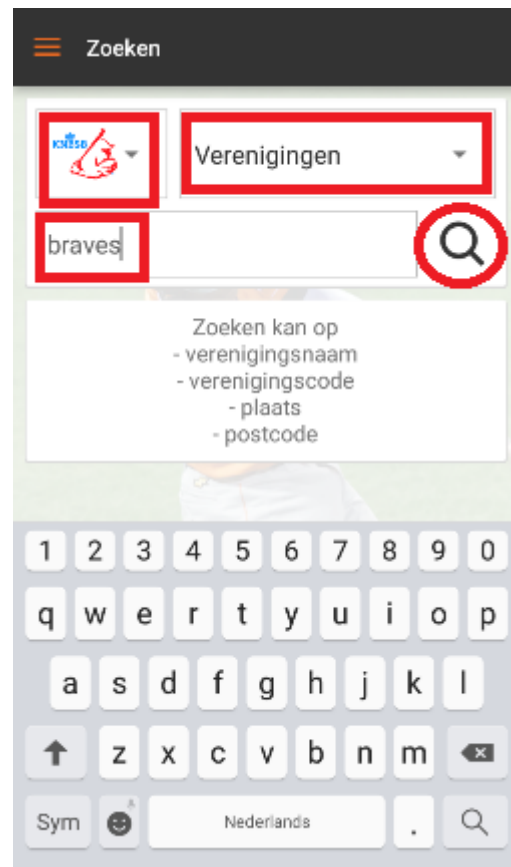 Zoeken
KNBSB
Verenigingen
braves
Zoeken kan op
- verenigingsnaam
- verenigingscode
- plaats
- postcode
1 2 3 4 5 6 7 8 9 0
q w e r t y u i o p
a s d f g h j k l
z x c v b n m
Sym Nederlands .